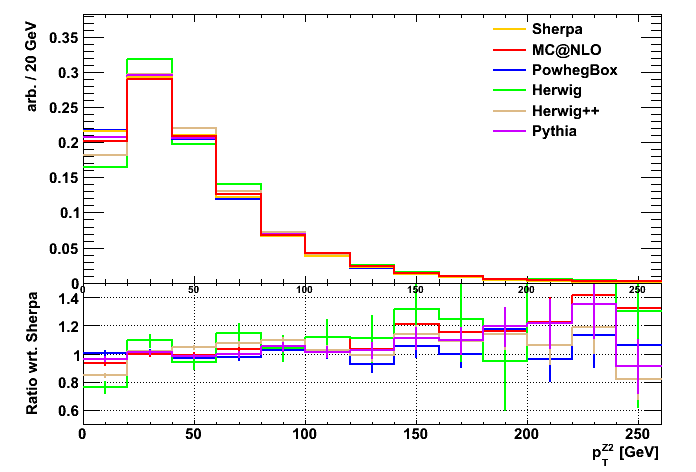 arb. / 20 GeV
0.35
0.3
0.25
0.2
0.15
0.1
0.05
0
Sherpa
MC@NLO
PowhegBox
Herwig
Herwig++
Pythia
0 50 100 150 200 250
Ratio wrt. Sherpa
1.4
1.2
1
0.8
0.6
0 50 100 150 200 250
p_T^Z2 [GeV]